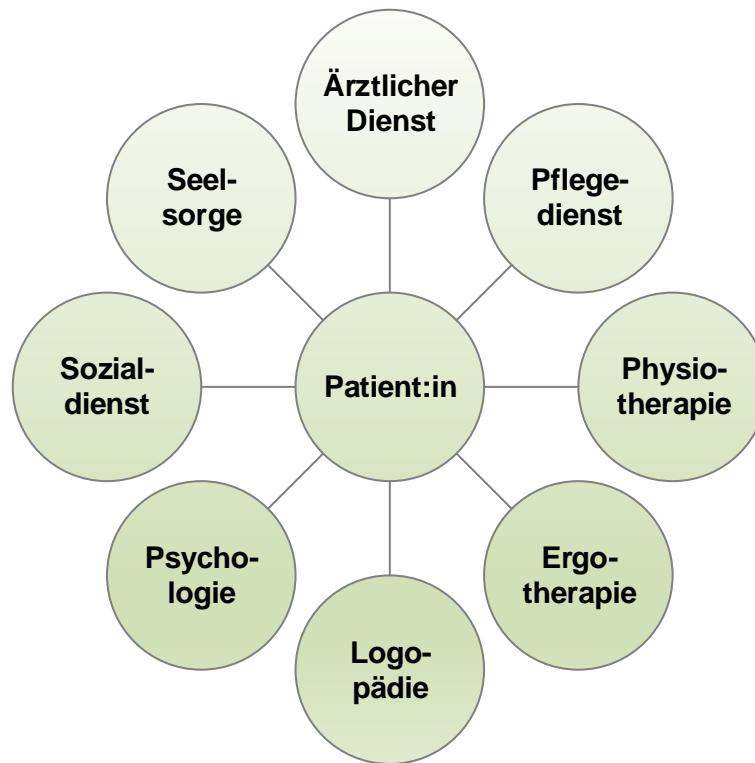 Ärztlicher
Dienst
Seel-
sorge
Pflege-
dienst
Sozial-
dienst
Patient:in
Physio-
therapie
Psycho-
logie
Ergo-
therapie
Logo-
pädie